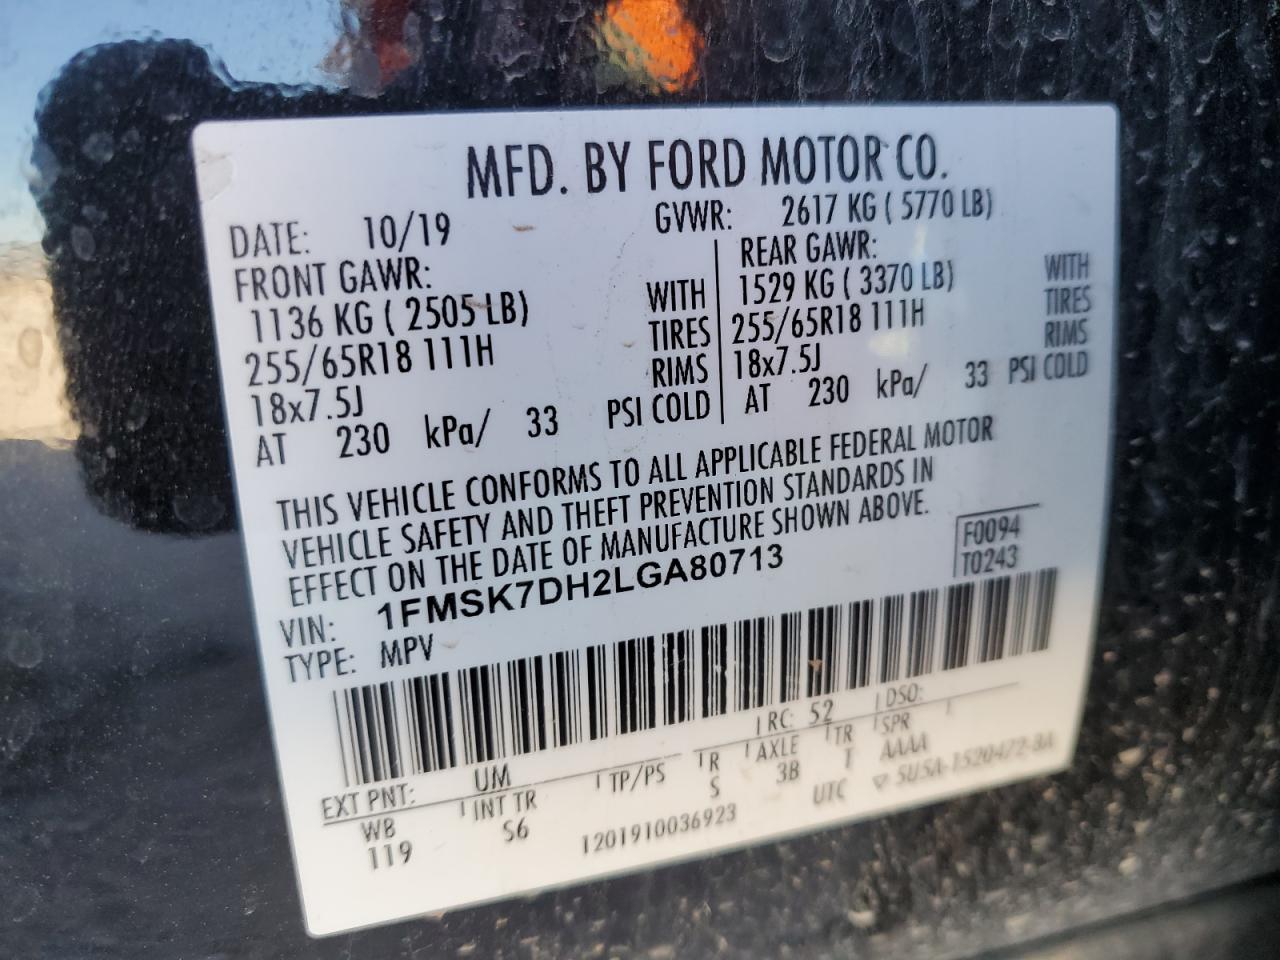 MFD. BY FORD MOTOR CO.
DATE: 10/19 GVWR: 2617 KG ( 5770 LB)
FRONT GAWR: REAR GAWR:
1136 KG ( 2505 LB) WITH 1529 KG ( 3370 LB) WITH
255/65R18 111H TIRES 255/65R18 111H TIRES
18x7.5J RIMS 18x7.5J RIMS
AT 230 kPa/ 33 PSI COLD AT 230 kPa/ 33 PSI COLD
THIS VEHICLE CONFORMS TO ALL APPLICABLE FEDERAL MOTOR
VEHICLE SAFETY AND THEFT PREVENTION STANDARDS IN
EFFECT ON THE DATE OF MANUFACTURE SHOWN ABOVE.
F0094
T0243
VIN: 1FMSK7DH2LGA80713
TYPE: MPV
EXT PNT: UM RC: 52 DSO:
WB INT TR TP/PS R AXLE TR SPR
119 S6 S 3B T AAAA
1201910036923 UTC ▽ SU5A-1520472-BA